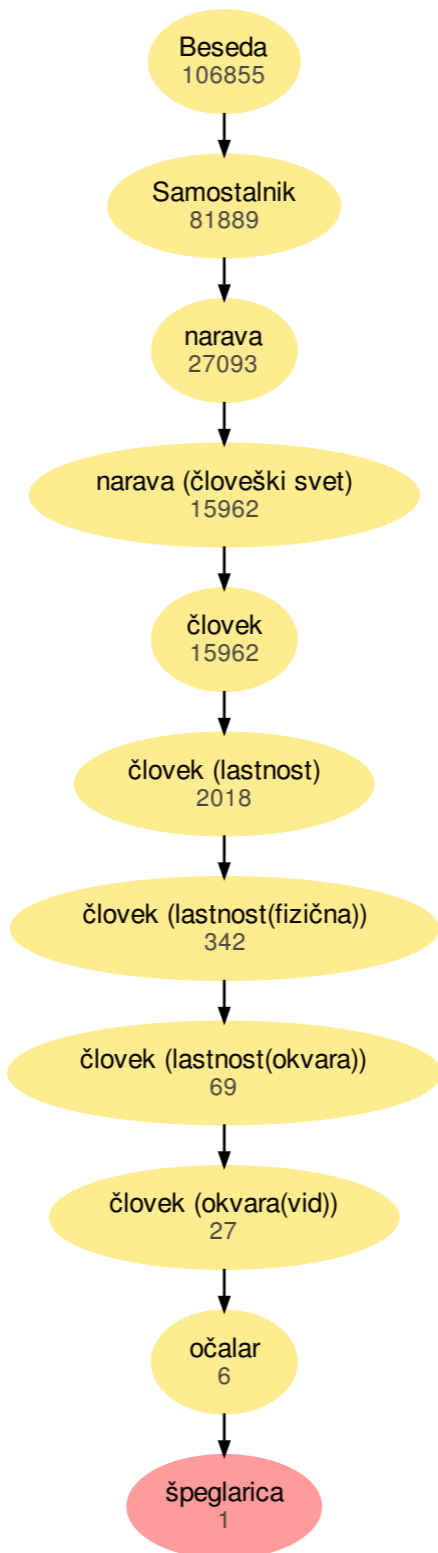 Beseda
106855
Samostalnik
81889
narava
27093
narava (človeški svet)
15962
človek
15962
človek (lastnost)
2018
človek (lastnost(fizična))
342
človek (lastnost(okvara))
69
človek (okvara(vid))
27
očalar
6
špeglarica
1